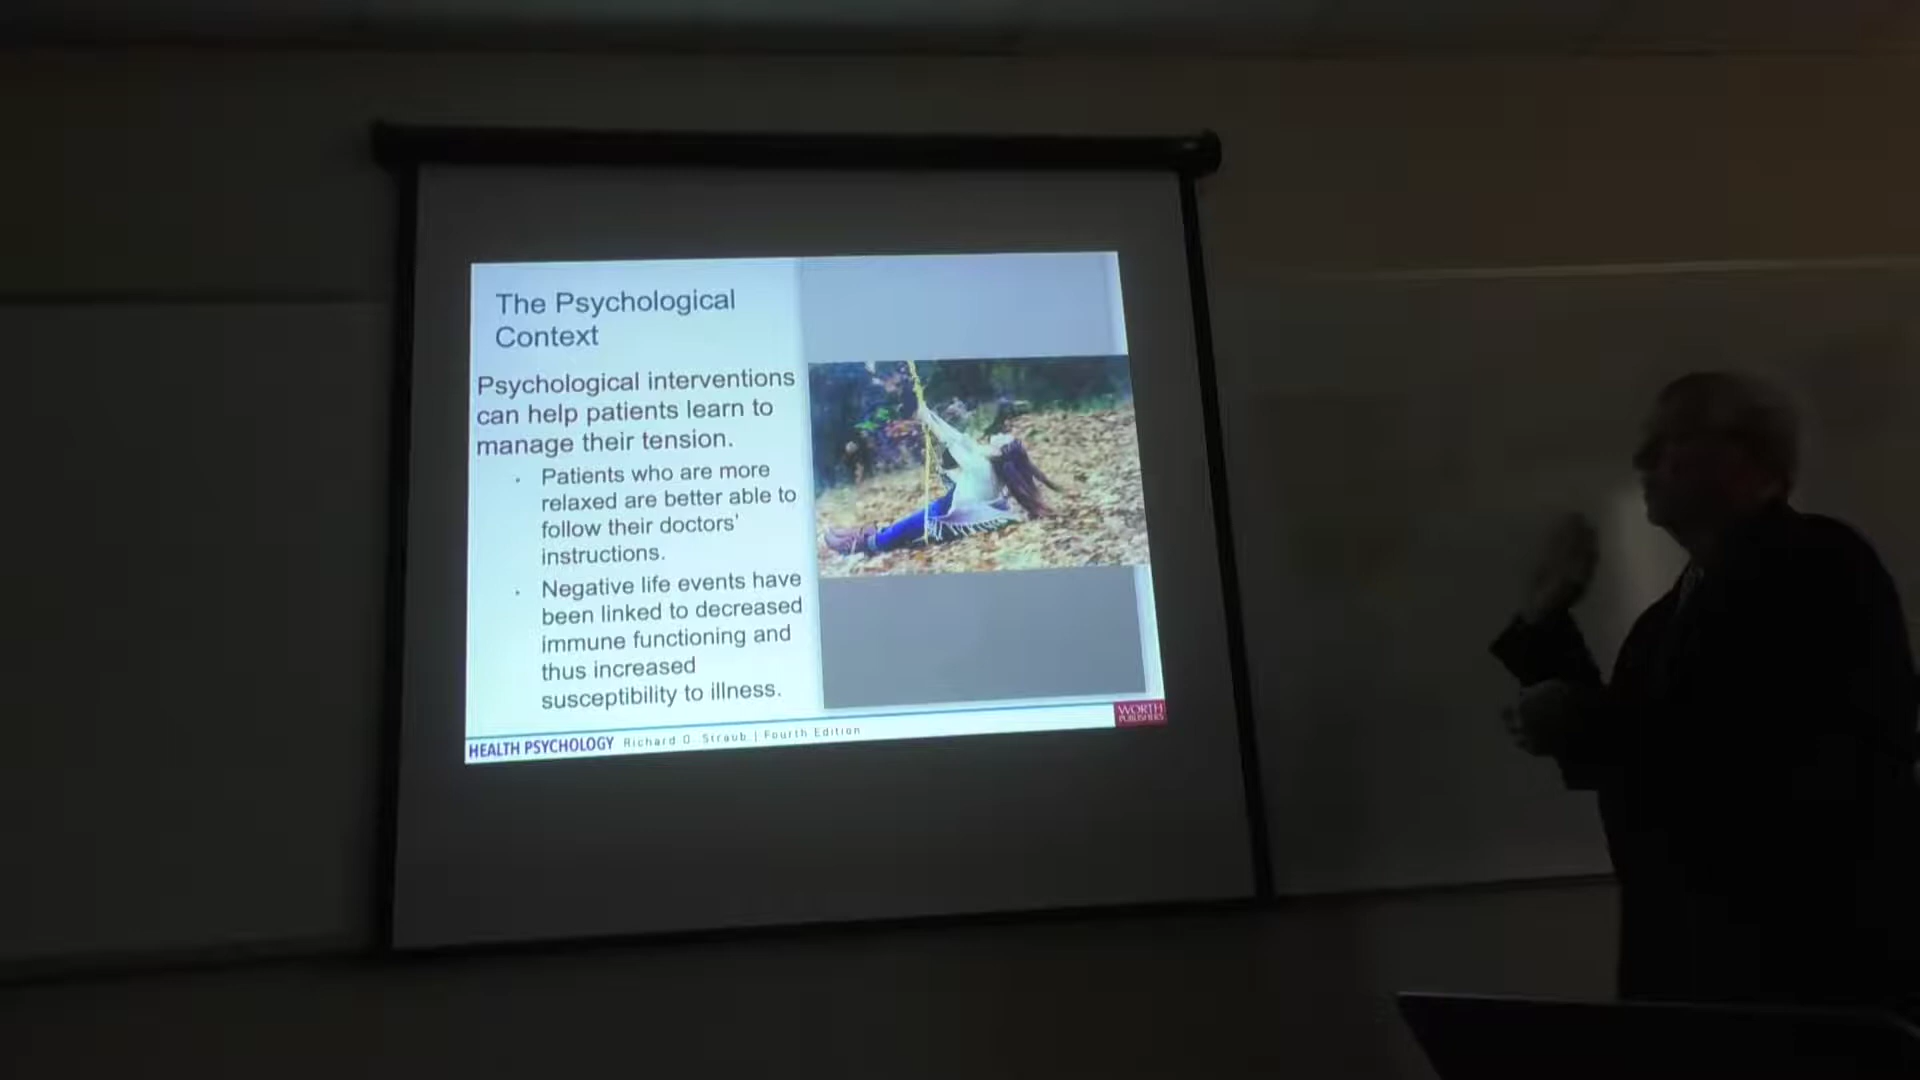 The Psychological
Context
Psychological interventions
can help patients learn to
manage their tension.
· Patients who are more
relaxed are better able to
follow their doctors'
instructions.
· Negative life events have
been linked to decreased
immune functioning and
thus increased
susceptibility to illness.
HEALTH PSYCHOLOGY Richard O. Straub | Fourth Edition
WORTH
PUBLISHERS